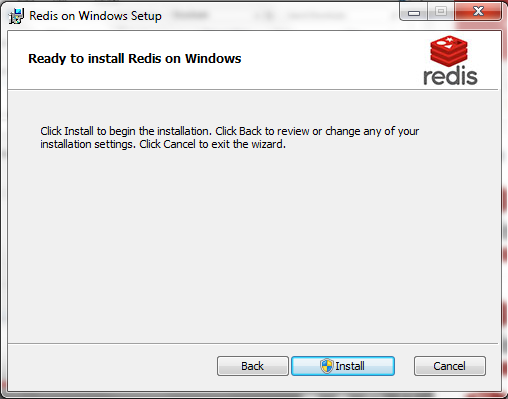 Redis on Windows Setup
Ready to install Redis on Windows
redis
Click Install to begin the installation. Click Back to review or change any of your
installation settings. Click Cancel to exit the wizard.
Back
Install
Cancel